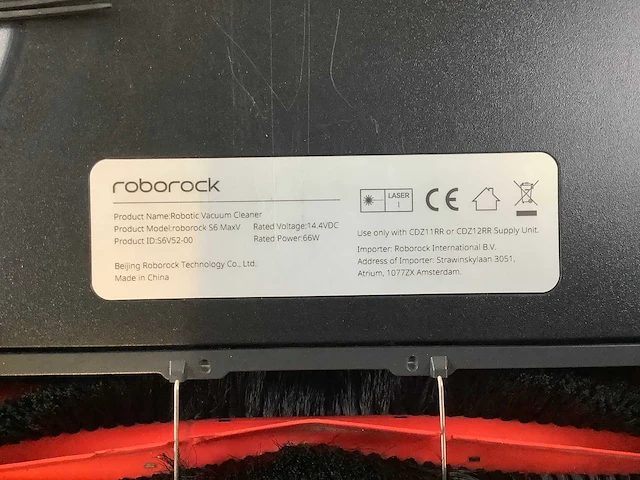 roborock
Product Name:Robotic Vacuum Cleaner
Product Model:roborock S6 MaxV Rated Voltage:14.4VDC
Product ID:S6V52-00 Rated Power:66W
Beijing Roborock Technology Co., Ltd.
Made in China
LASER
1
CE
Use only with CDZ11RR or CDZ12RR Supply Unit.
Importer: Roborock International B.V.
Address of Importer: Strawinskylaan 3051,
Atrium, 1077ZX Amsterdam.